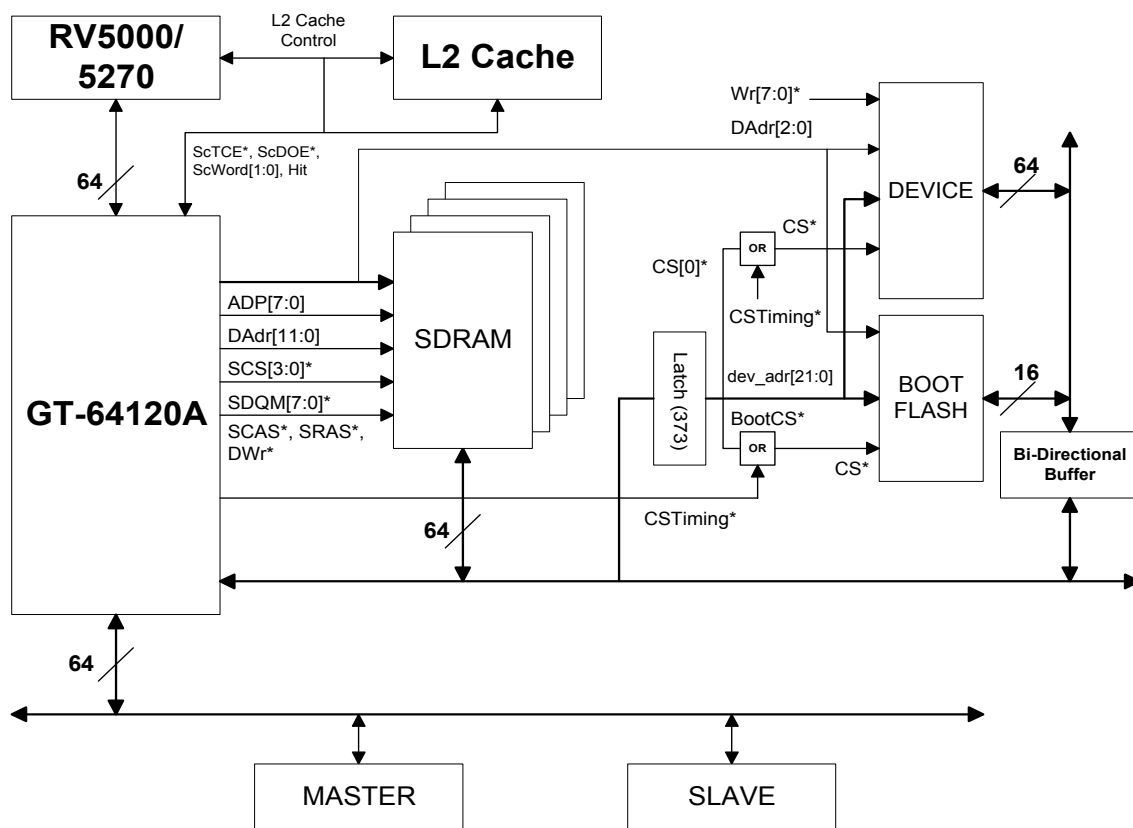 RV5000/
5270
L2 Cache
Control
L2 Cache
Wr[7:0]*
DAdr[2:0]
ScTCE*, ScDOE*,
ScWord[1:0], Hit
64
64
DEVICE
CS*
OR
CS[0]*
CSTiming*
ADP[7:0]
DAdr[11:0]
SCS[3:0]*
SDQM[7:0]*
SCAS*, SRAS*,
DWr*
GT-64120A
SDRAM
Latch (373)
dev_adr[21:0]
BOOT
FLASH
16
BootCS*
OR
CS*
Bi-Directional
Buffer
CSTiming*
64
64
MASTER
SLAVE